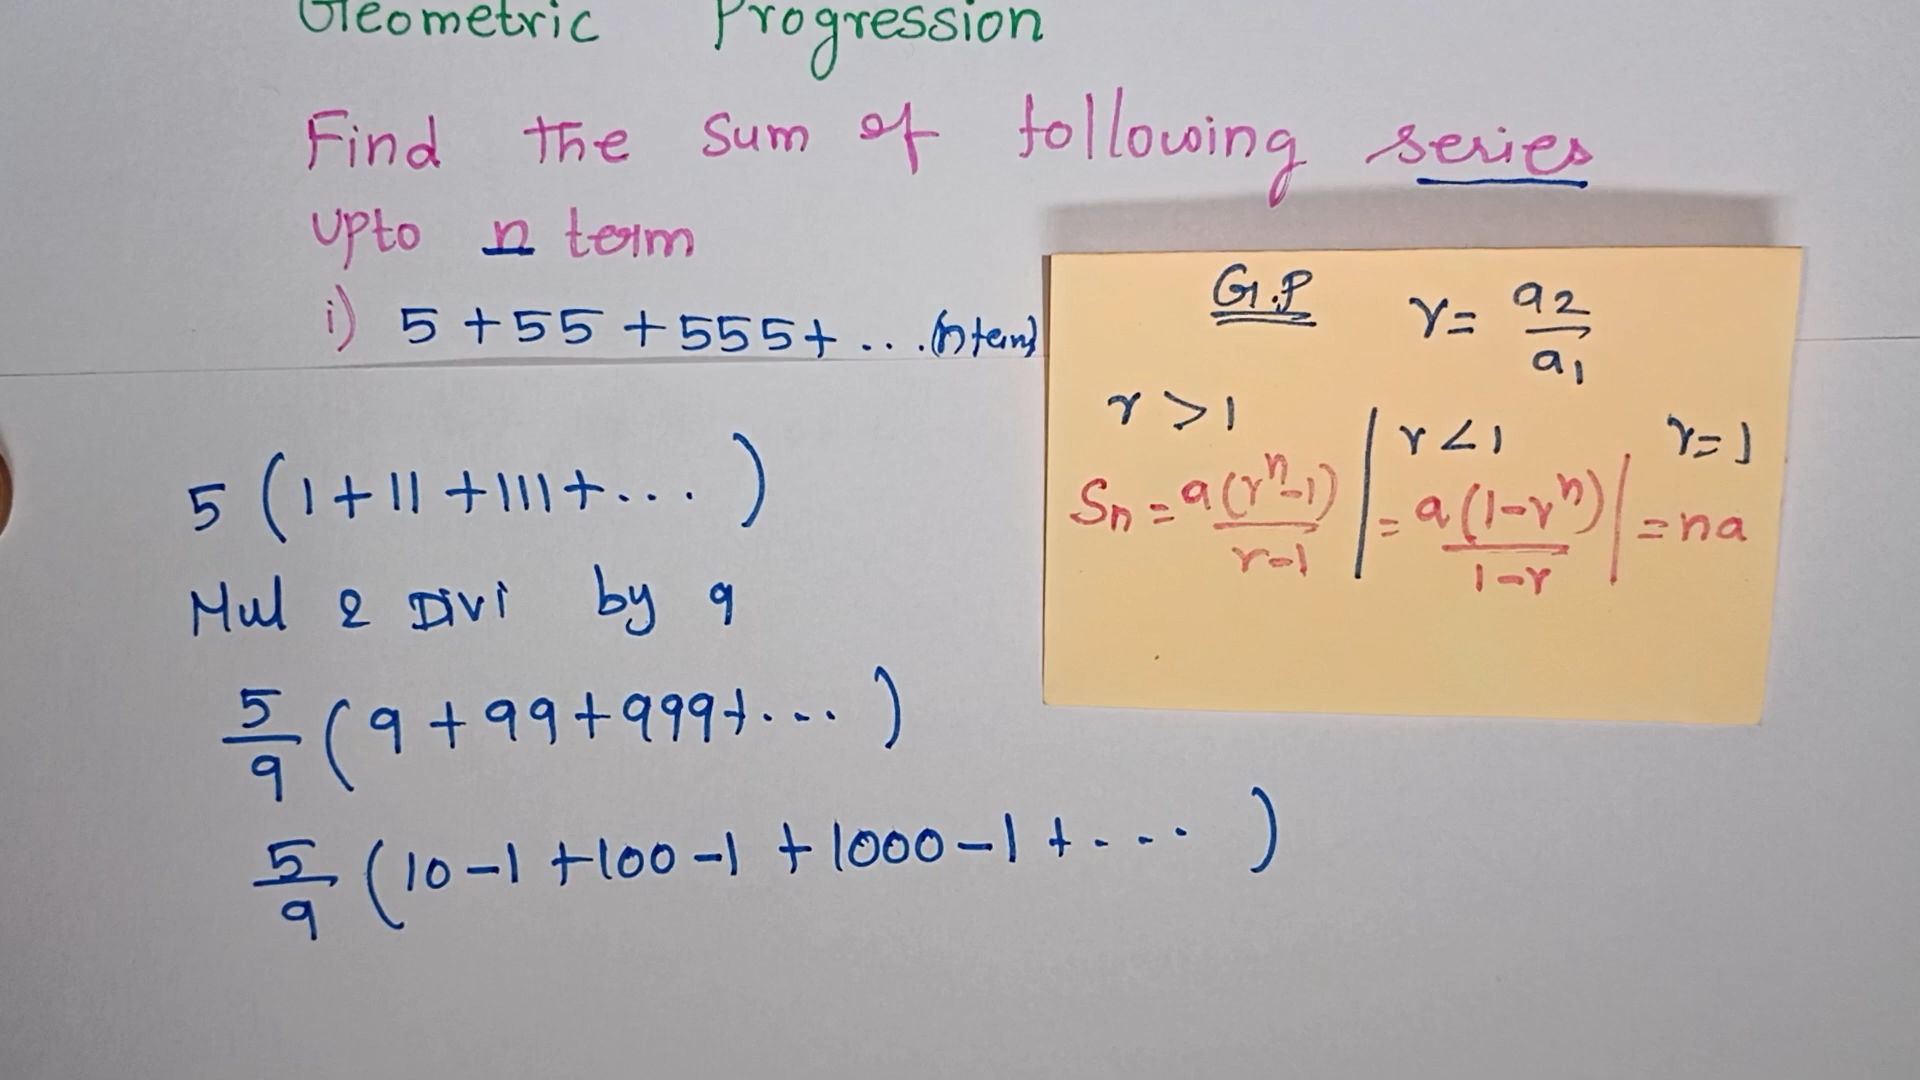 Geometric Progression
Find the sum of following series
Upto n term
i) 5 + 55 + 555 + ... (n term)
5 ( 1 + 11 + 111 + ... )
Mul & Divi by 9
5/9 ( 9 + 99 + 999 + ... )
5/9 ( 10 - 1 + 100 - 1 + 1000 - 1 + ... )
G.P r = a2/a1
r > 1 | r < 1 r = 1
Sn = a(r^n - 1)/r - 1 | = a(1 - r^n)/1 - r | = na